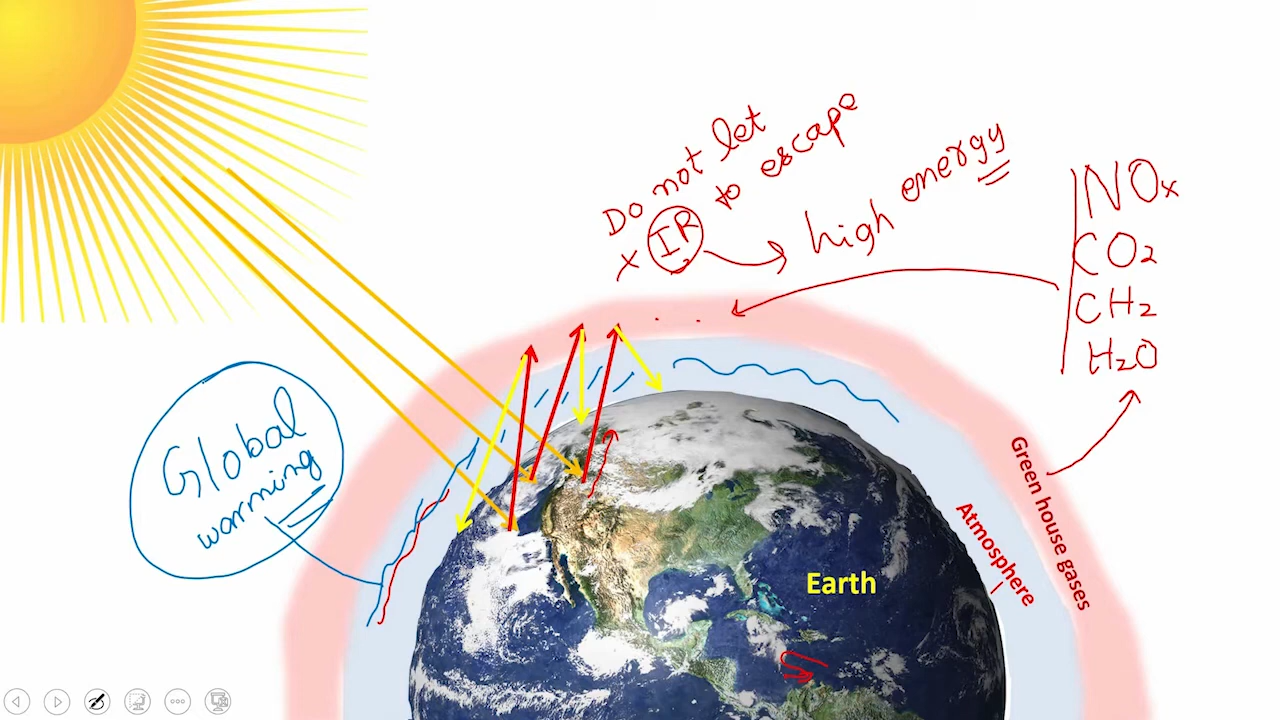 Do not let
× IR to escape
high energy
NOx
CO2
CH2
H2O
Global
warming
Green house gases
Atmosphere
Earth